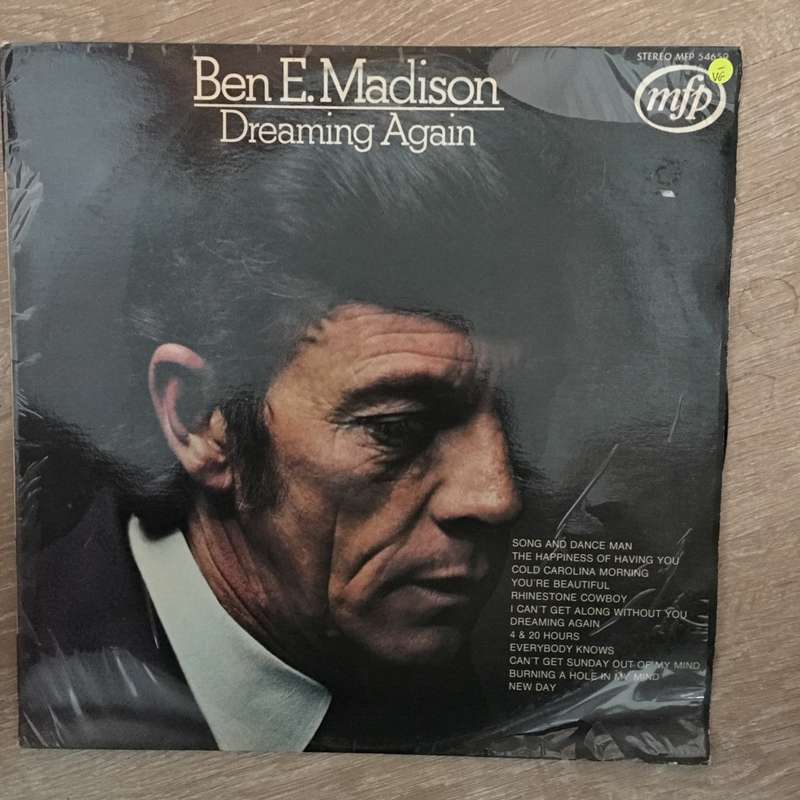 Ben E. Madison
Dreaming Again
STEREO MFP 54659
VG-
mfp
SONG AND DANCE MAN
THE HAPPINESS OF HAVING YOU
COLD CAROLINA MORNING
YOU'RE BEAUTIFUL
RHINESTONE COWBOY
I CAN'T GET ALONG WITHOUT YOU
DREAMING AGAIN
4 & 20 HOURS
EVERYBODY KNOWS
CAN'T GET SUNDAY OUT OF MY MIND
BURNING A HOLE IN MY MIND
NEW DAY